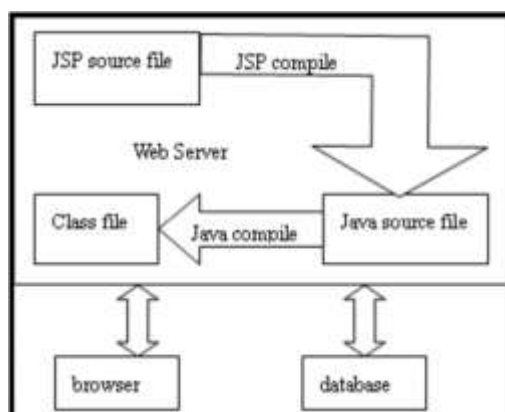 JSP source file
JSP compile
Web Server
Class file
Java compile
Java source file
browser
database